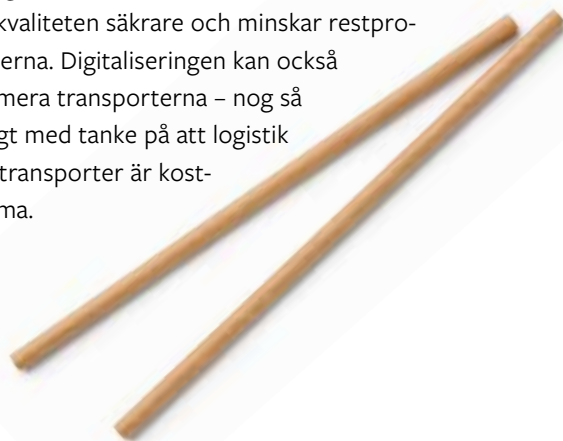 kvaliteten säkrare och minskar restpro-
erna. Digitaliseringen kan också
mera transporterna – nog så
gt med tanke på att logistik
transporter är kost-
ma.